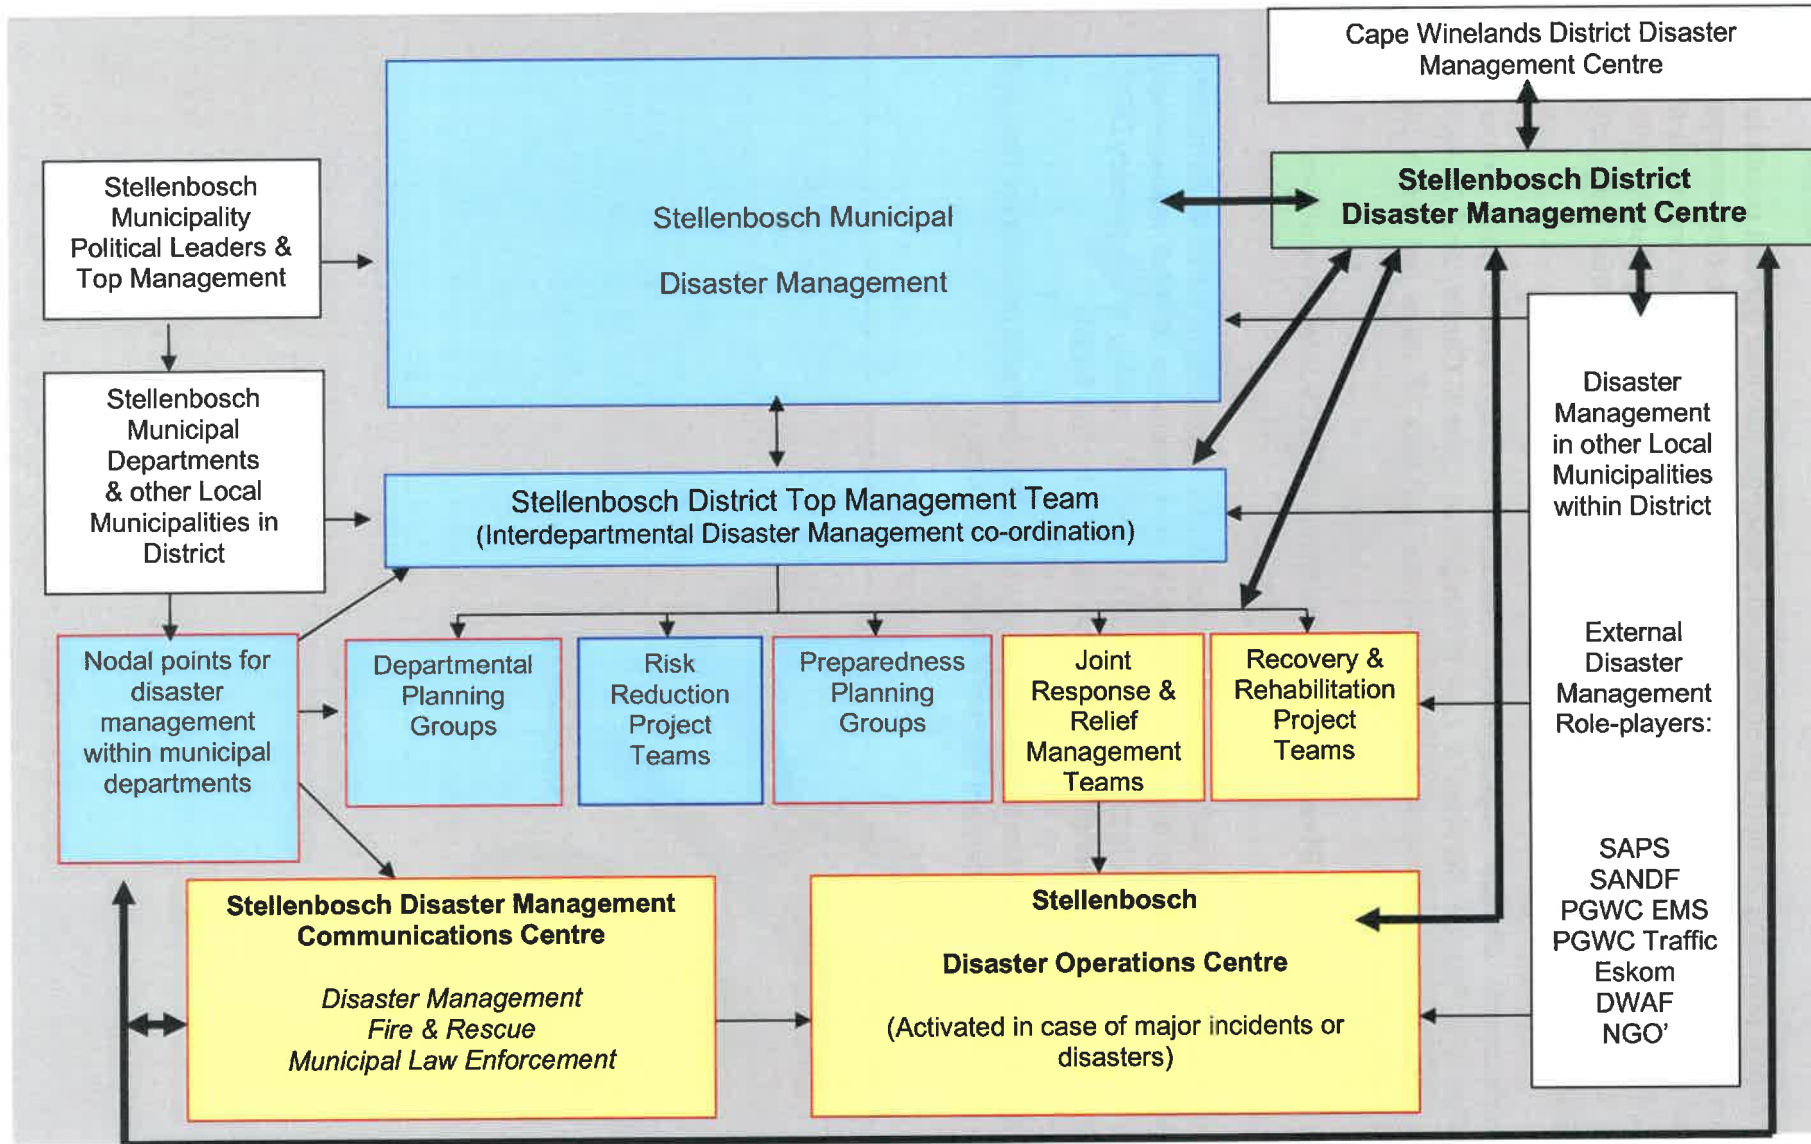 Cape Winelands District Disaster
Management Centre
Stellenbosch District
Disaster Management Centre
Stellenbosch Municipal
Disaster Management
Stellenbosch
Municipality
Political Leaders &
Top Management
Stellenbosch
Municipal
Departments
& other Local
Municipalities in
District
Stellenbosch District Top Management Team
(Interdepartmental Disaster Management co-ordination)
Nodal points for
disaster
management
within municipal
departments
Departmental
Planning
Groups
Risk
Reduction
Project
Teams
Preparedness
Planning
Groups
Joint
Response &
Relief
Management
Teams
Recovery &
Rehabilitation
Project
Teams
Disaster
Management
in other Local
Municipalities
within District
External
Disaster
Management
Role-players:
SAPS
SANDF
PGWC EMS
PGWC Traffic
Eskom
DWAF
NGO’
Stellenbosch Disaster Management
Communications Centre
Disaster Management
Fire & Rescue
Municipal Law Enforcement
Stellenbosch
Disaster Operations Centre
(Activated in case of major incidents or
disasters)